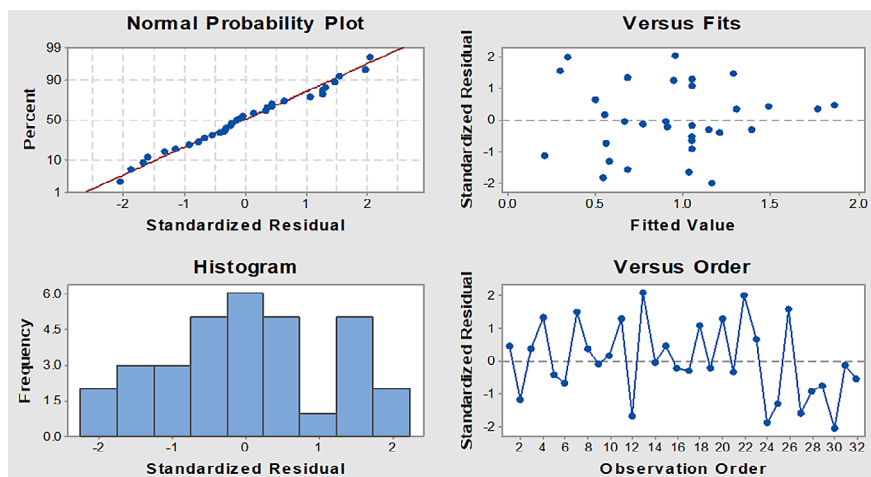 Normal Probability Plot
Percent
99
90
50
10
1
-2 -1 0 1 2
Standardized Residual
Versus Fits
Standardized Residual
2
1
0
-1
-2
0.0 0.5 1.0 1.5 2.0
Fitted Value
Histogram
Frequency
6.0
4.5
3.0
1.5
0.0
-2 -1 0 1 2
Standardized Residual
Versus Order
Standardized Residual
2
1
0
-1
-2
2 4 6 8 10 12 14 16 18 20 22 24 26 28 30 32
Observation Order